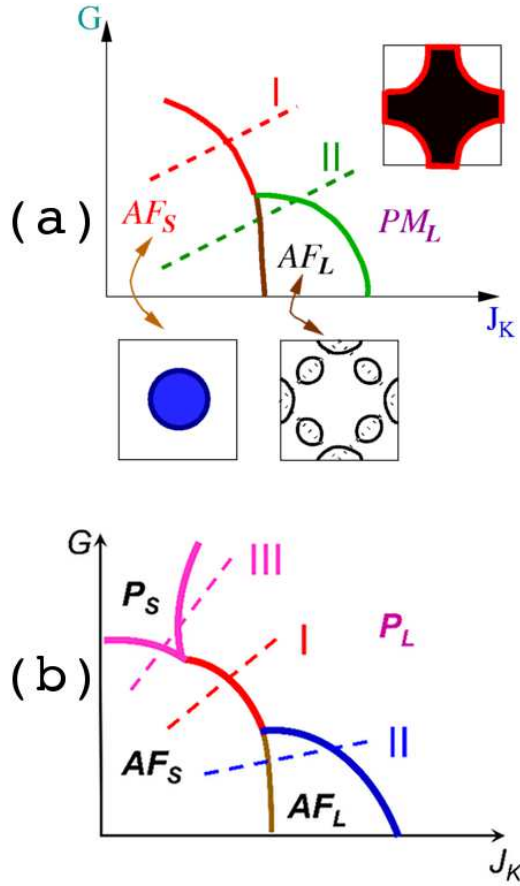 G
I
II
(a)
AF_S
PM_L
AF_L
J_K
G
III
P_S
P_L
I
(b)
II
AF_S
AF_L
J_K